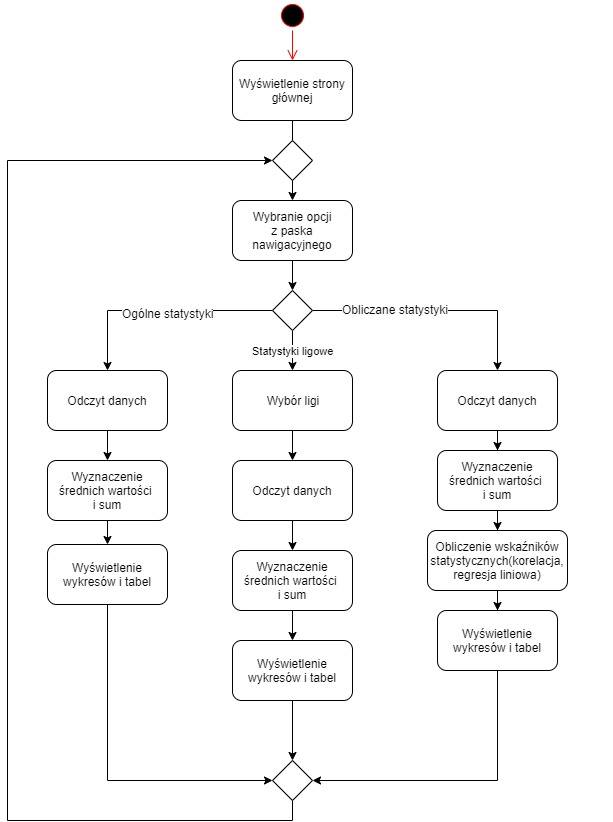 Wyświetlenie strony
głównej
Wybranie opcji
z paska
nawigacyjnego
Ogólne statystyki
Obliczane statystyki
Statystyki ligowe
Odczyt danych
Wybór ligi
Odczyt danych
Wyznaczenie
średnich wartości
i sum
Odczyt danych
Wyznaczenie
średnich wartości
i sum
Wyświetlenie
wykresów i tabel
Wyznaczenie
średnich wartości
i sum
Obliczenie wskaźników
statystycznych(korelacja,
regresja liniowa)
Wyświetlenie
wykresów i tabel
Wyświetlenie
wykresów i tabel